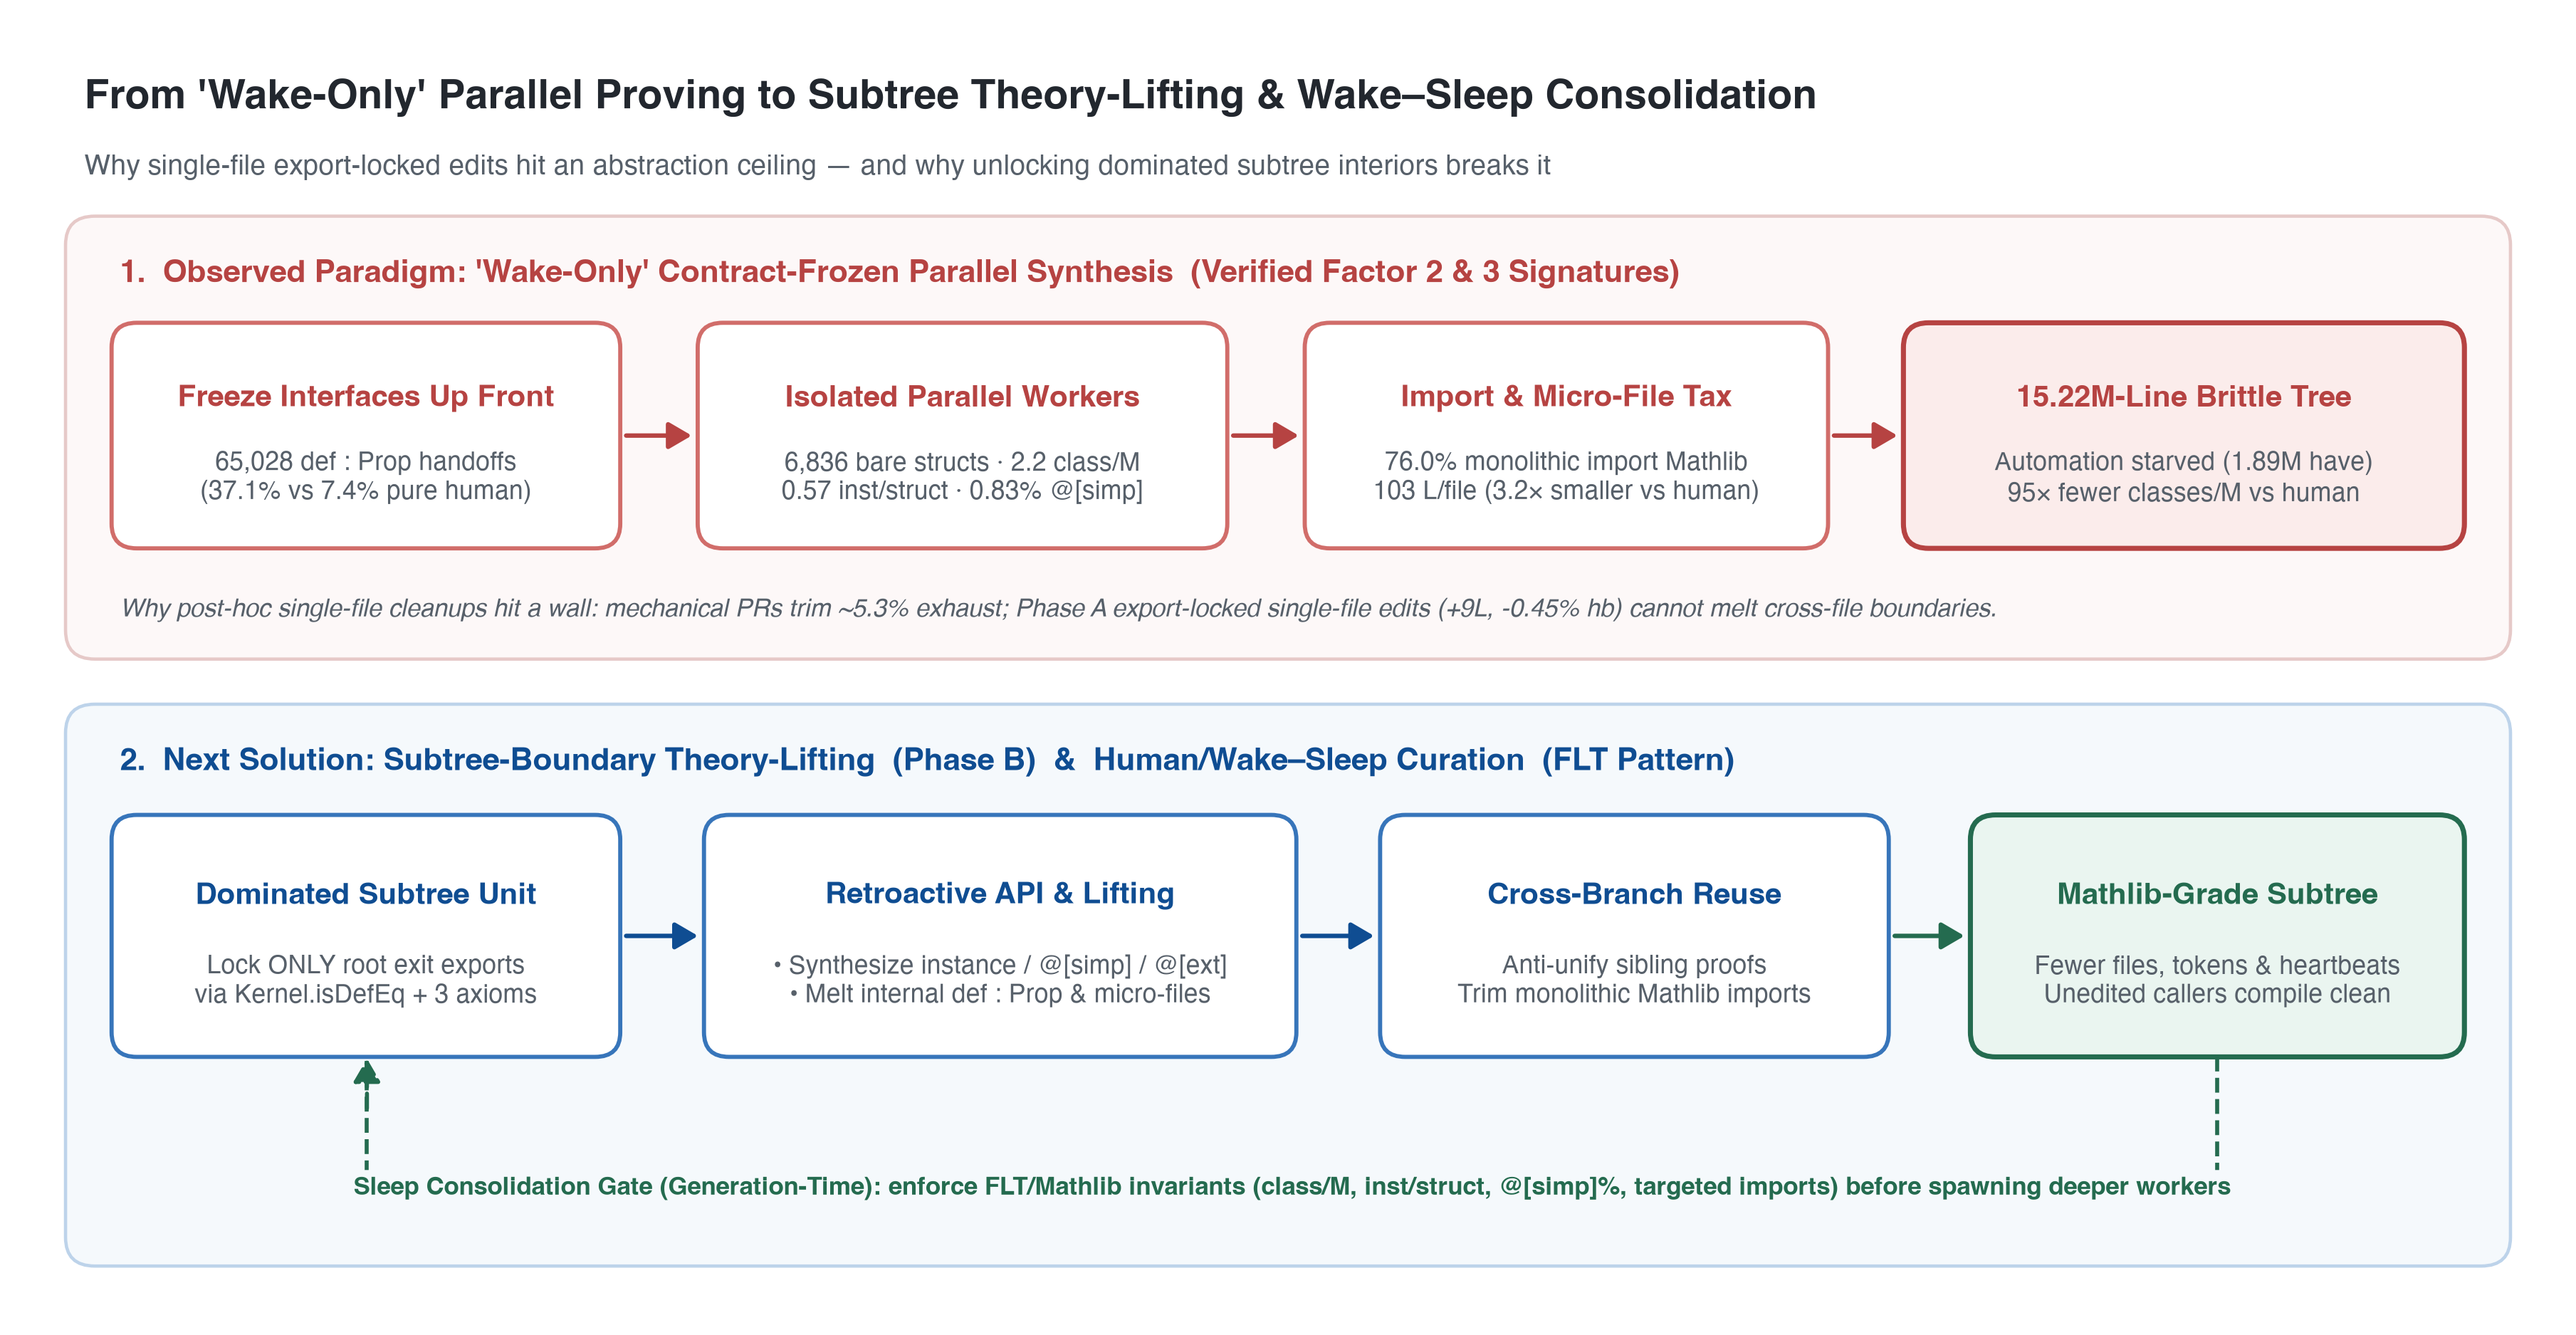 From 'Wake-Only' Parallel Proving to Subtree Theory-Lifting & Wake–Sleep Consolidation
Why single-file export-locked edits hit an abstraction ceiling — and why unlocking dominated subtree interiors breaks it
1. Observed Paradigm: 'Wake-Only' Contract-Frozen Parallel Synthesis (Verified Factor 2 & 3 Signatures)
Freeze Interfaces Up Front
65,028 def : Prop handoffs
(37.1% vs 7.4% pure human)
Isolated Parallel Workers
6,836 bare structs · 2.2 class/M
0.57 inst/struct · 0.83% @[simp]
Import & Micro-File Tax
76.0% monolithic import Mathlib
103 L/file (3.2× smaller vs human)
15.22M-Line Brittle Tree
Automation starved (1.89M have)
95× fewer classes/M vs human
Why post-hoc single-file cleanups hit a wall: mechanical PRs trim ~5.3% exhaust; Phase A export-locked single-file edits (+9L, -0.45% hb) cannot melt cross-file boundaries.
2. Next Solution: Subtree-Boundary Theory-Lifting (Phase B) & Human/Wake–Sleep Curation (FLT Pattern)
Dominated Subtree Unit
Lock ONLY root exit exports
via Kernel.isDefEq + 3 axioms
Retroactive API & Lifting
• Synthesize instance / @[simp] / @[ext]
• Melt internal def : Prop & micro-files
Cross-Branch Reuse
Anti-unify sibling proofs
Trim monolithic Mathlib imports
Mathlib-Grade Subtree
Fewer files, tokens & heartbeats
Unedited callers compile clean
Sleep Consolidation Gate (Generation-Time): enforce FLT/Mathlib invariants (class/M, inst/struct, @[simp]%, targeted imports) before spawning deeper workers